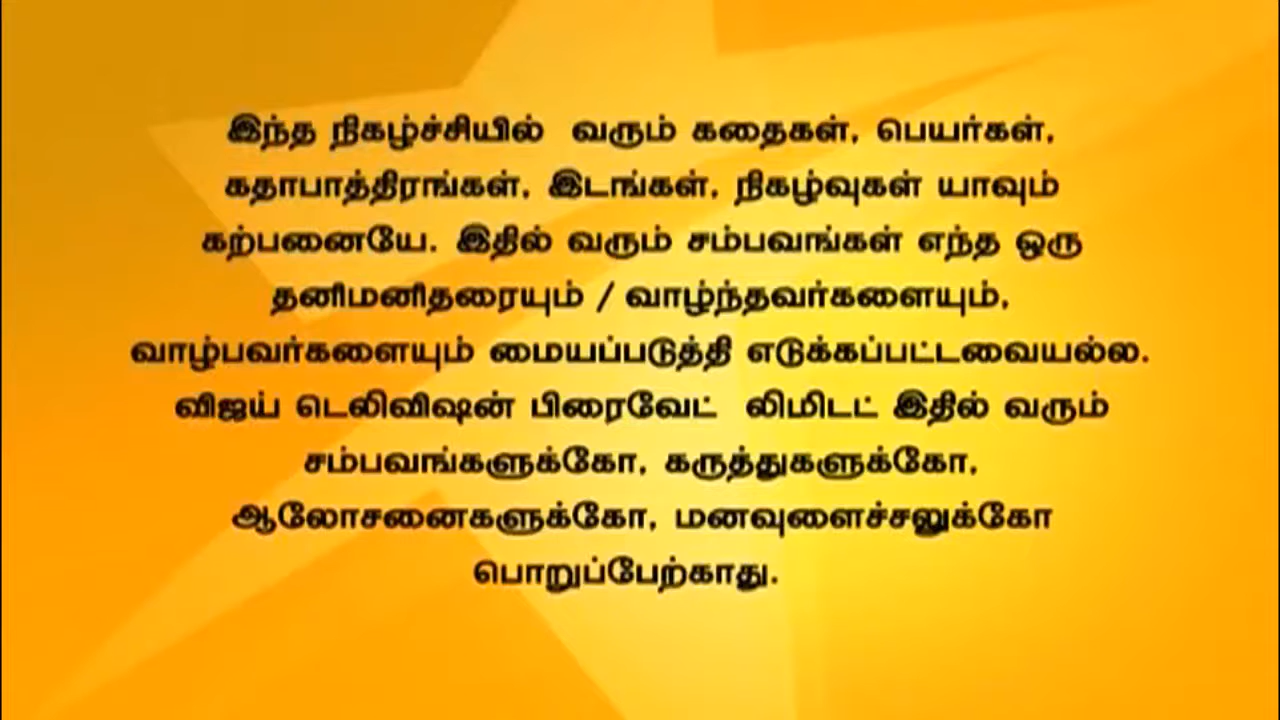 இந்த நிகழ்ச்சியில் வரும் கதைகள், பெயர்கள்,
கதாபாத்திரங்கள், இடங்கள், நிகழ்வுகள் யாவும்
கற்பனையே. இதில் வரும் சம்பவங்கள் எந்த ஒரு
தனிமனிதரையும் / வாழ்ந்தவர்களையும்,
வாழ்பவர்களையும் மையப்படுத்தி எடுக்கப்பட்டவையல்ல.
விஜய் டெலிவிஷன் பிரைவேட் லிமிடட் இதில் வரும்
சம்பவங்களுக்கோ, கருத்துகளுக்கோ,
ஆலோசனைகளுக்கோ, மனவுளைச்சலுக்கோ
பொறுப்பேற்காது.